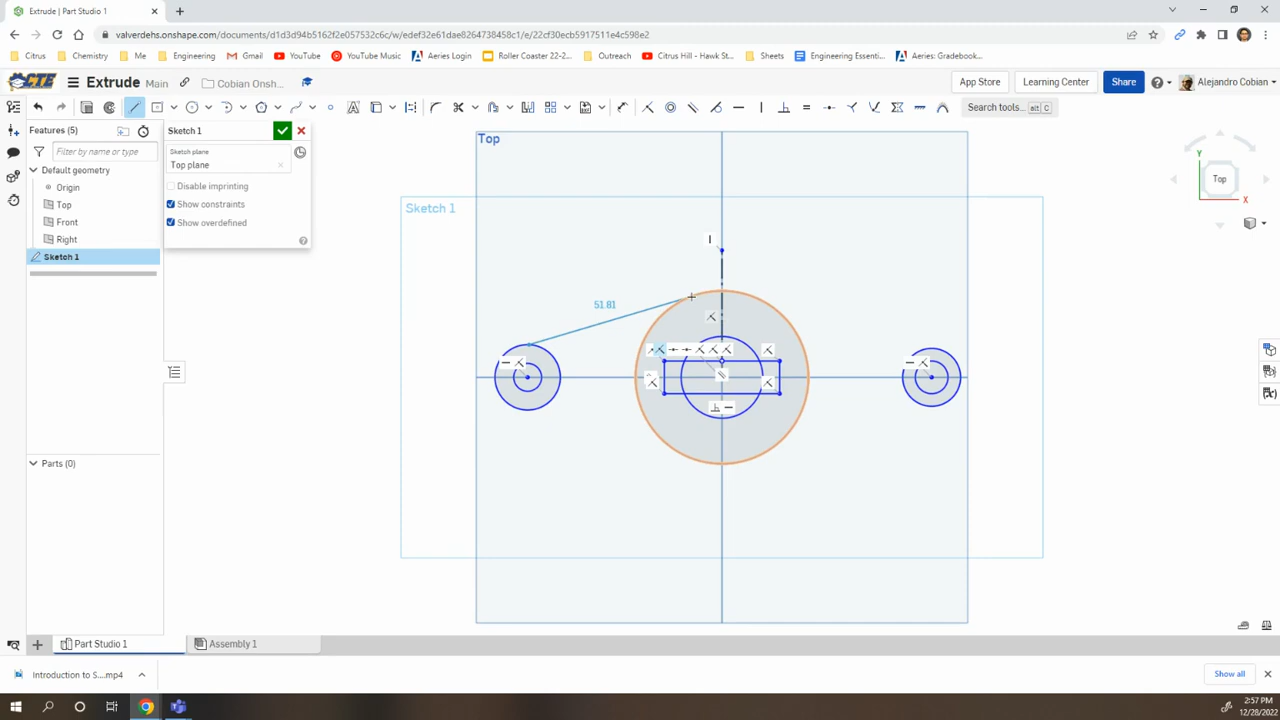 Extrude | Part Studio 1
valverdehs.onshape.com/documents/d1d3d94b5162f2e057532c6c/w/edef32e61dae8264738458c1/e/22cf30ecb5917511c45e98e2
Citrus
Chemistry
Me
Engineering
Gmail
YouTube
YouTube Music
Aeries Login
Roller Coaster 22-2...
Outreach
Citrus Hill - Hawk St...
Sheets
Engineering Essenti...
Aeries Gradebook...
CTE
Extrude Main
Cobian Onsh...
App Store
Learning Center
Share
Alejandro Cobian
Search tools... alt C
Features (5)
Filter by name or type
Default geometry
Origin
Top
Front
Right
Sketch 1
Sketch 1
Sketch plane
Top plane
Disable imprinting
Show constraints
Show overdefined
Top
Sketch 1
51.81
Y
Top
X
Parts (0)
Part Studio 1
Assembly 1
Introduction to S....mp4
Show all
2:57 PM
12/28/2022